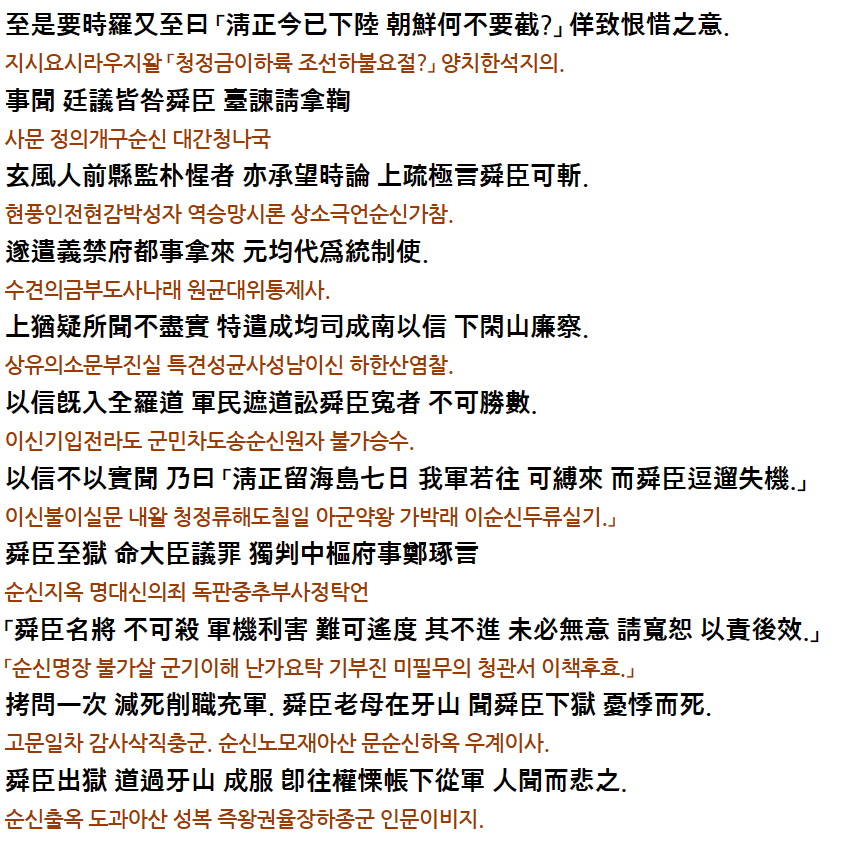 至是要時羅又至曰 「淸正今已下陸 朝鮮何不要截?」 佯致恨惜之意.
지시요시라우지왈 「청정금이하륙 조선하불요절?」 양치한석지의.
事聞 廷議皆咎舜臣 臺諫請拿鞫
사문 정의개구순신 대간청나국
玄風人前縣監朴惺者 亦承望時論 上疏極言舜臣可斬.
현풍인전현감박성자 역승망시론 상소극언순신가참.
遂遣義禁府都事拿來 元均代爲統制使.
수견의금부도사나래 원균대위통제사.
上猶疑所聞不盡實 特遣成均司成南以信 下閑山廉察.
상유의소문부진실 특견성균사성남이신 하한산염찰.
以信旣入全羅道 軍民遮道訟舜臣寃者 不可勝數.
이신기입전라도 군민차도송순신원자 불가승수.
以信不以實聞 乃曰 「淸正留海島七日 我軍若往 可縛來 而舜臣逗遛失機.」
이신불이실문 내왈 청정류해도칠일 아군약왕 가박래 이순신두류실기.」
舜臣至獄 命大臣議罪 獨判中樞府事鄭琢言
순신지옥 명대신의죄 독판중추부사정탁언
「舜臣名將 不可殺 軍機利害 難可遙度 其不進 未必無意 請寬恕 以責後效.」
「순신명장 불가살 군기이해 난가요탁 기부진 미필무의 청관서 이책후효.」
拷問一次 減死削職充軍. 舜臣老母在牙山 聞舜臣下獄 憂悸而死.
고문일차 감사삭직충군. 순신노모재아산 문순신하옥 우계이사.
舜臣出獄 道過牙山 成服 卽往權慄帳下從軍 人聞而悲之.
순신출옥 도과아산 성복 즉왕권율장하종군 인문이비지.